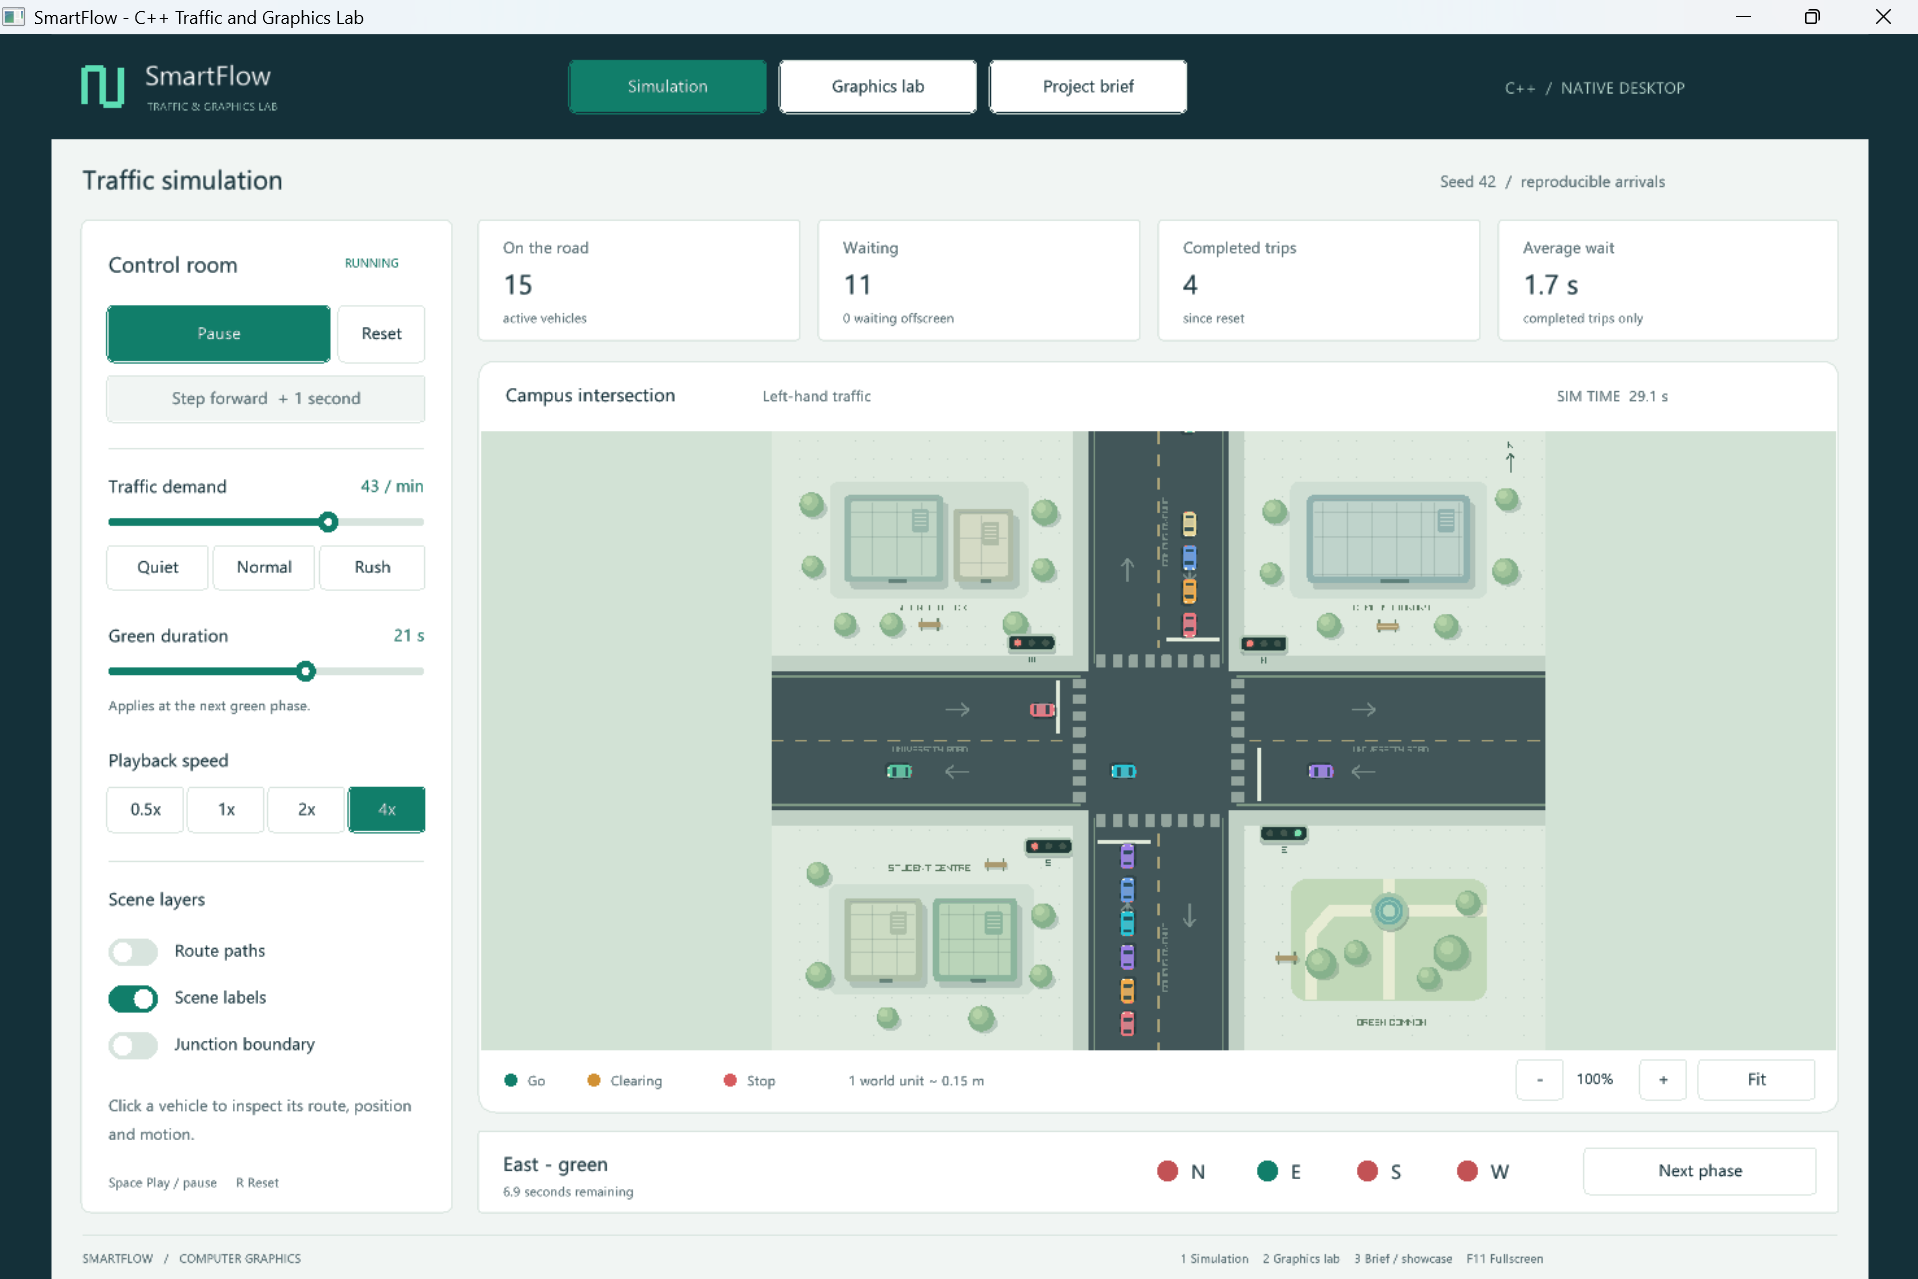 SmartFlow - C++ Traffic and Graphics Lab
SmartFlow
TRAFFIC & GRAPHICS LAB
Simulation
Graphics lab
Project brief
C++ / NATIVE DESKTOP
Traffic simulation
Seed 42 / reproducible arrivals
Control room
RUNNING
Pause
Reset
Step forward + 1 second
Traffic demand
43 / min
Quiet
Normal
Rush
Green duration
21 s
Applies at the next green phase.
Playback speed
0.5x
1x
2x
4x
Scene layers
Route paths
Scene labels
Junction boundary
Click a vehicle to inspect its route, position
and motion.
Space Play / pause
R Reset
On the road
15
active vehicles
Waiting
11
0 waiting offscreen
Completed trips
4
since reset
Average wait
1.7 s
completed trips only
Campus intersection
Left-hand traffic
SIM TIME 29.1 s
UNIVERSITY ROAD
STUDENT CENTRE
S
E
GREEN COMMON
Go
Clearing
Stop
1 world unit ~ 0.15 m
-
100%
+
Fit
East - green
6.9 seconds remaining
N
E
S
W
Next phase
SMARTFLOW / COMPUTER GRAPHICS
1 Simulation
2 Graphics lab
3 Brief / showcase
F11 Fullscreen